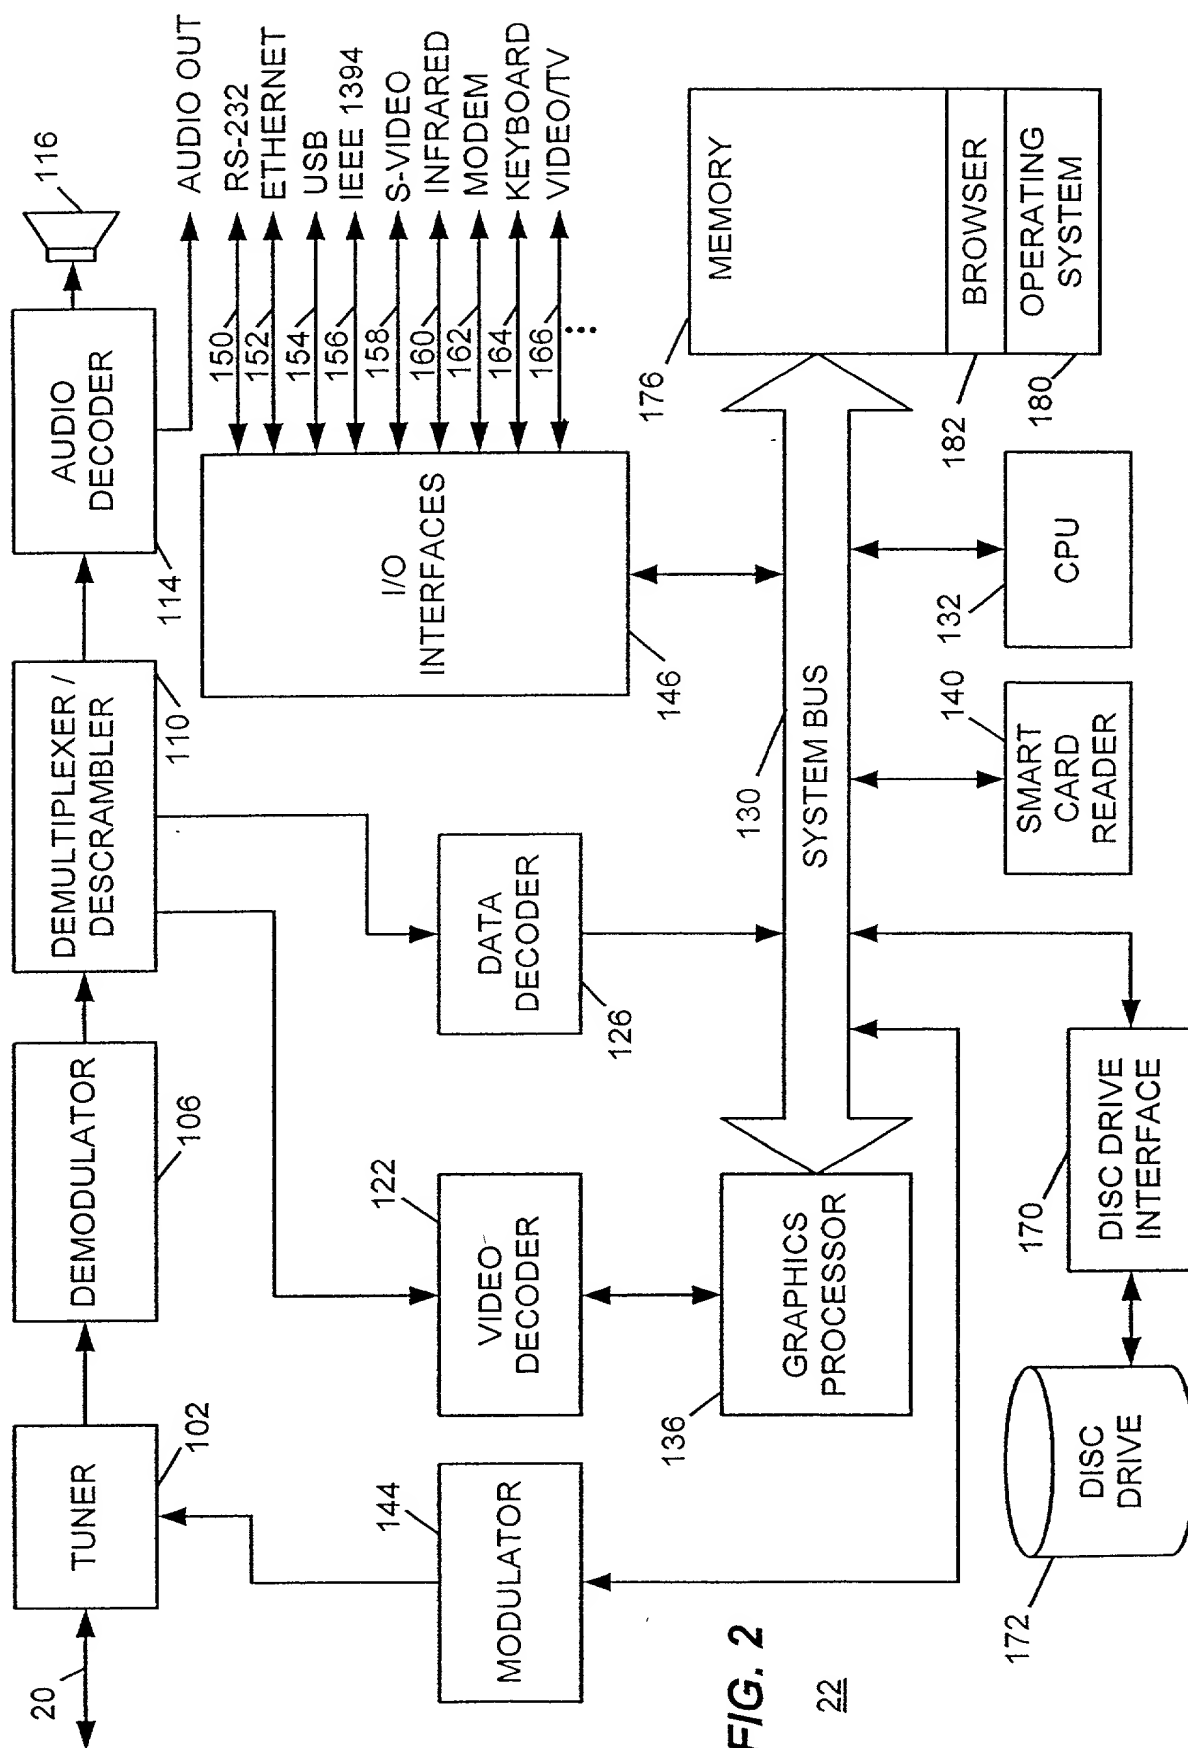 20
TUNER
102
DEMODULATOR
106
DEMULTIPLEXER /
DESCRAMBLER
110
AUDIO
DECODER
114
116
AUDIO OUT
RS-232
150
ETHERNET
152
USB
154
IEEE 1394
156
S-VIDEO
158
INFRARED
160
MODEM
162
KEYBOARD
164
VIDEO/TV
166
I/O
INTERFACES
146
MODULATOR
144
VIDEO
DECODER
122
DATA
DECODER
126
GRAPHICS
PROCESSOR
136
SYSTEM BUS
130
MEMORY
176
BROWSER
182
OPERATING
SYSTEM
180
CPU
132
SMART
CARD
READER
140
DISC DRIVE
INTERFACE
170
DISC
DRIVE
172
FIG. 2
22